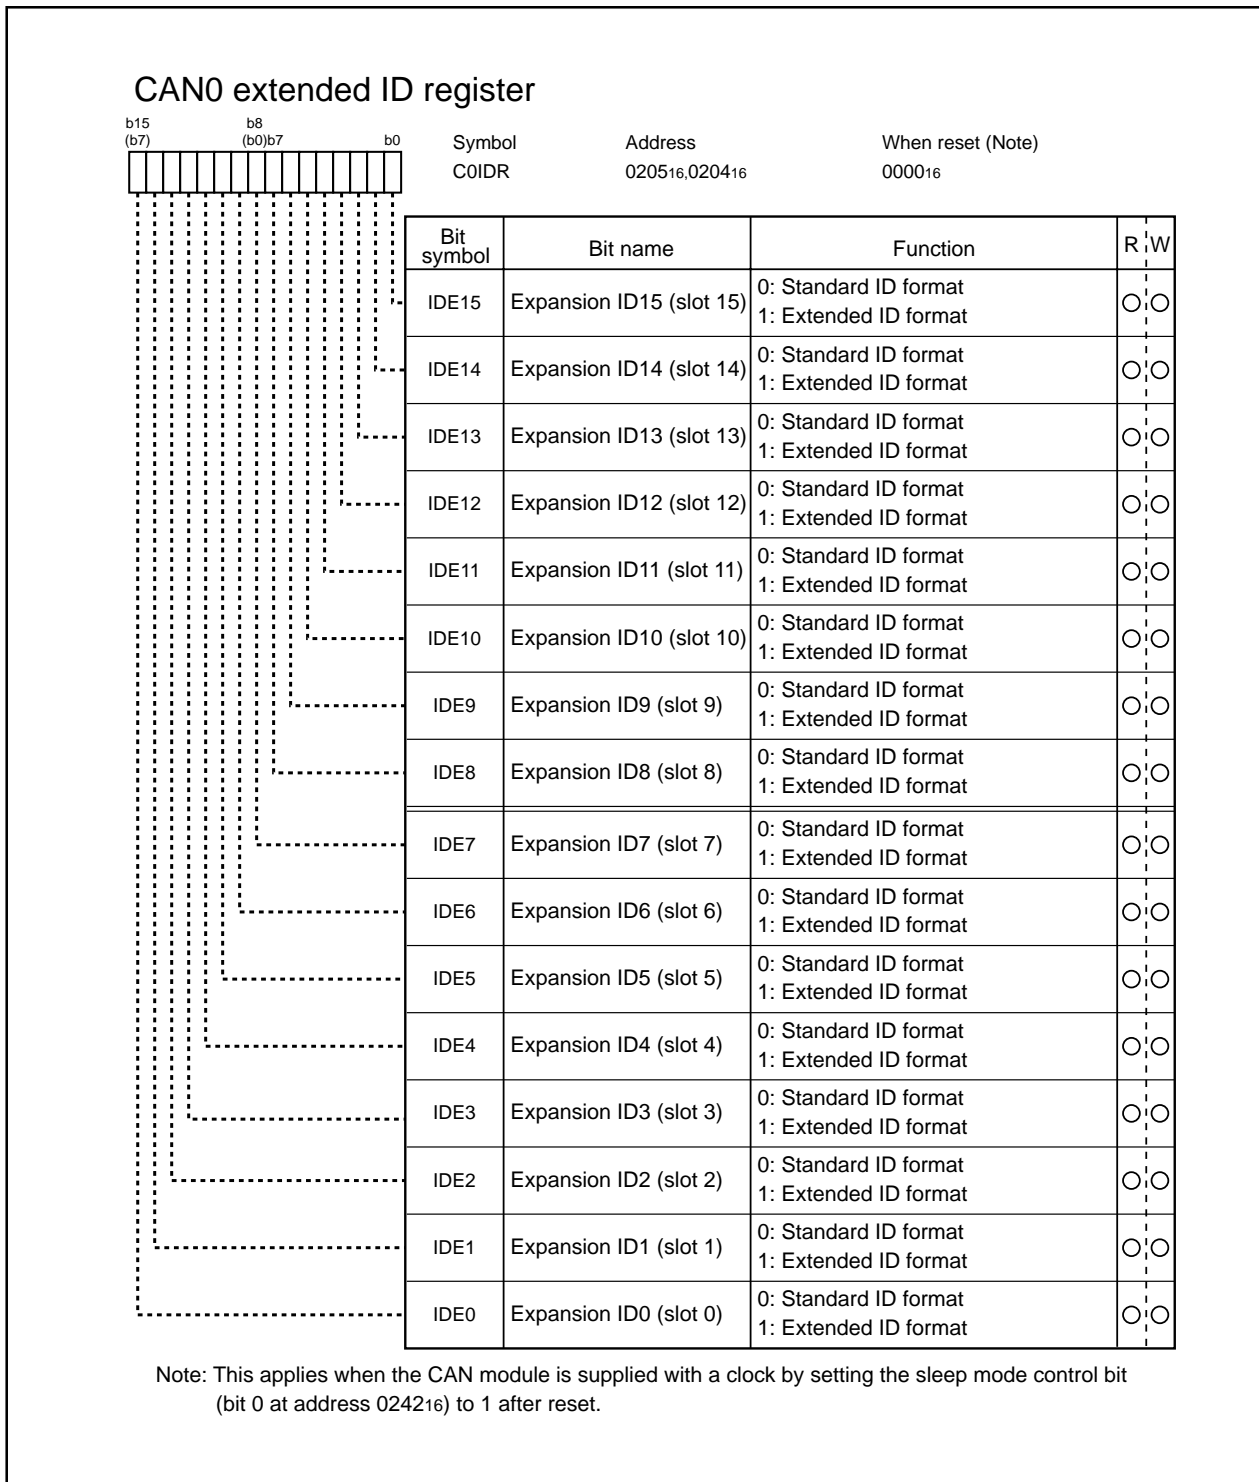 CAN0 extended ID register
b15 b8
(b7) (b0)b7 b0
Symbol Address When reset (Note)
C0IDR 020516,020416 000016
Bit symbol Bit name Function R W
IDE15 Expansion ID15 (slot 15) 0: Standard ID format
1: Extended ID format
IDE14 Expansion ID14 (slot 14) 0: Standard ID format
1: Extended ID format
IDE13 Expansion ID13 (slot 13) 0: Standard ID format
1: Extended ID format
IDE12 Expansion ID12 (slot 12) 0: Standard ID format
1: Extended ID format
IDE11 Expansion ID11 (slot 11) 0: Standard ID format
1: Extended ID format
IDE10 Expansion ID10 (slot 10) 0: Standard ID format
1: Extended ID format
IDE9 Expansion ID9 (slot 9) 0: Standard ID format
1: Extended ID format
IDE8 Expansion ID8 (slot 8) 0: Standard ID format
1: Extended ID format
IDE7 Expansion ID7 (slot 7) 0: Standard ID format
1: Extended ID format
IDE6 Expansion ID6 (slot 6) 0: Standard ID format
1: Extended ID format
IDE5 Expansion ID5 (slot 5) 0: Standard ID format
1: Extended ID format
IDE4 Expansion ID4 (slot 4) 0: Standard ID format
1: Extended ID format
IDE3 Expansion ID3 (slot 3) 0: Standard ID format
1: Extended ID format
IDE2 Expansion ID2 (slot 2) 0: Standard ID format
1: Extended ID format
IDE1 Expansion ID1 (slot 1) 0: Standard ID format
1: Extended ID format
IDE0 Expansion ID0 (slot 0) 0: Standard ID format
1: Extended ID format
Note: This applies when the CAN module is supplied with a clock by setting the sleep mode control bit
(bit 0 at address 024216) to 1 after reset.